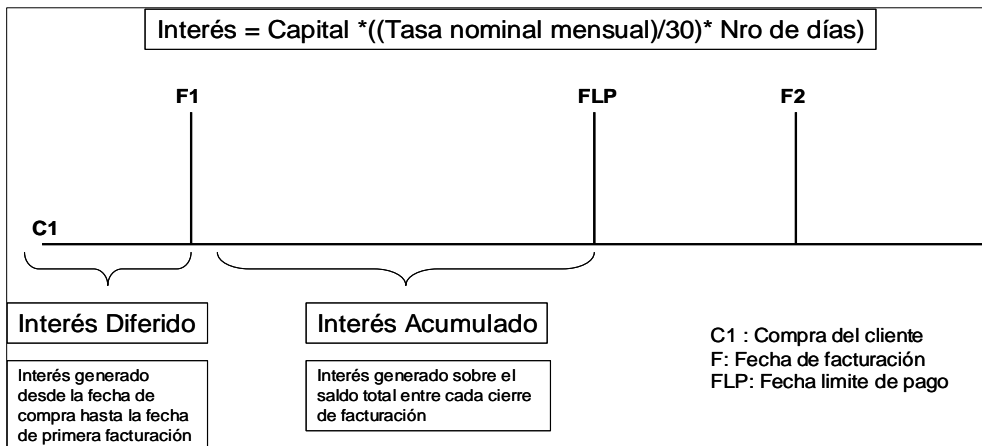 Interés = Capital *((Tasa nominal mensual)/30)* Nro de días)
F1
FLP
F2
C1
Interés Diferido
Interés generado
desde la fecha de
compra hasta la fecha
de primera facturación
Interés Acumulado
Interés generado sobre el
saldo total entre cada cierre
de facturación
C1 : Compra del cliente
F: Fecha de facturación
FLP: Fecha limite de pago